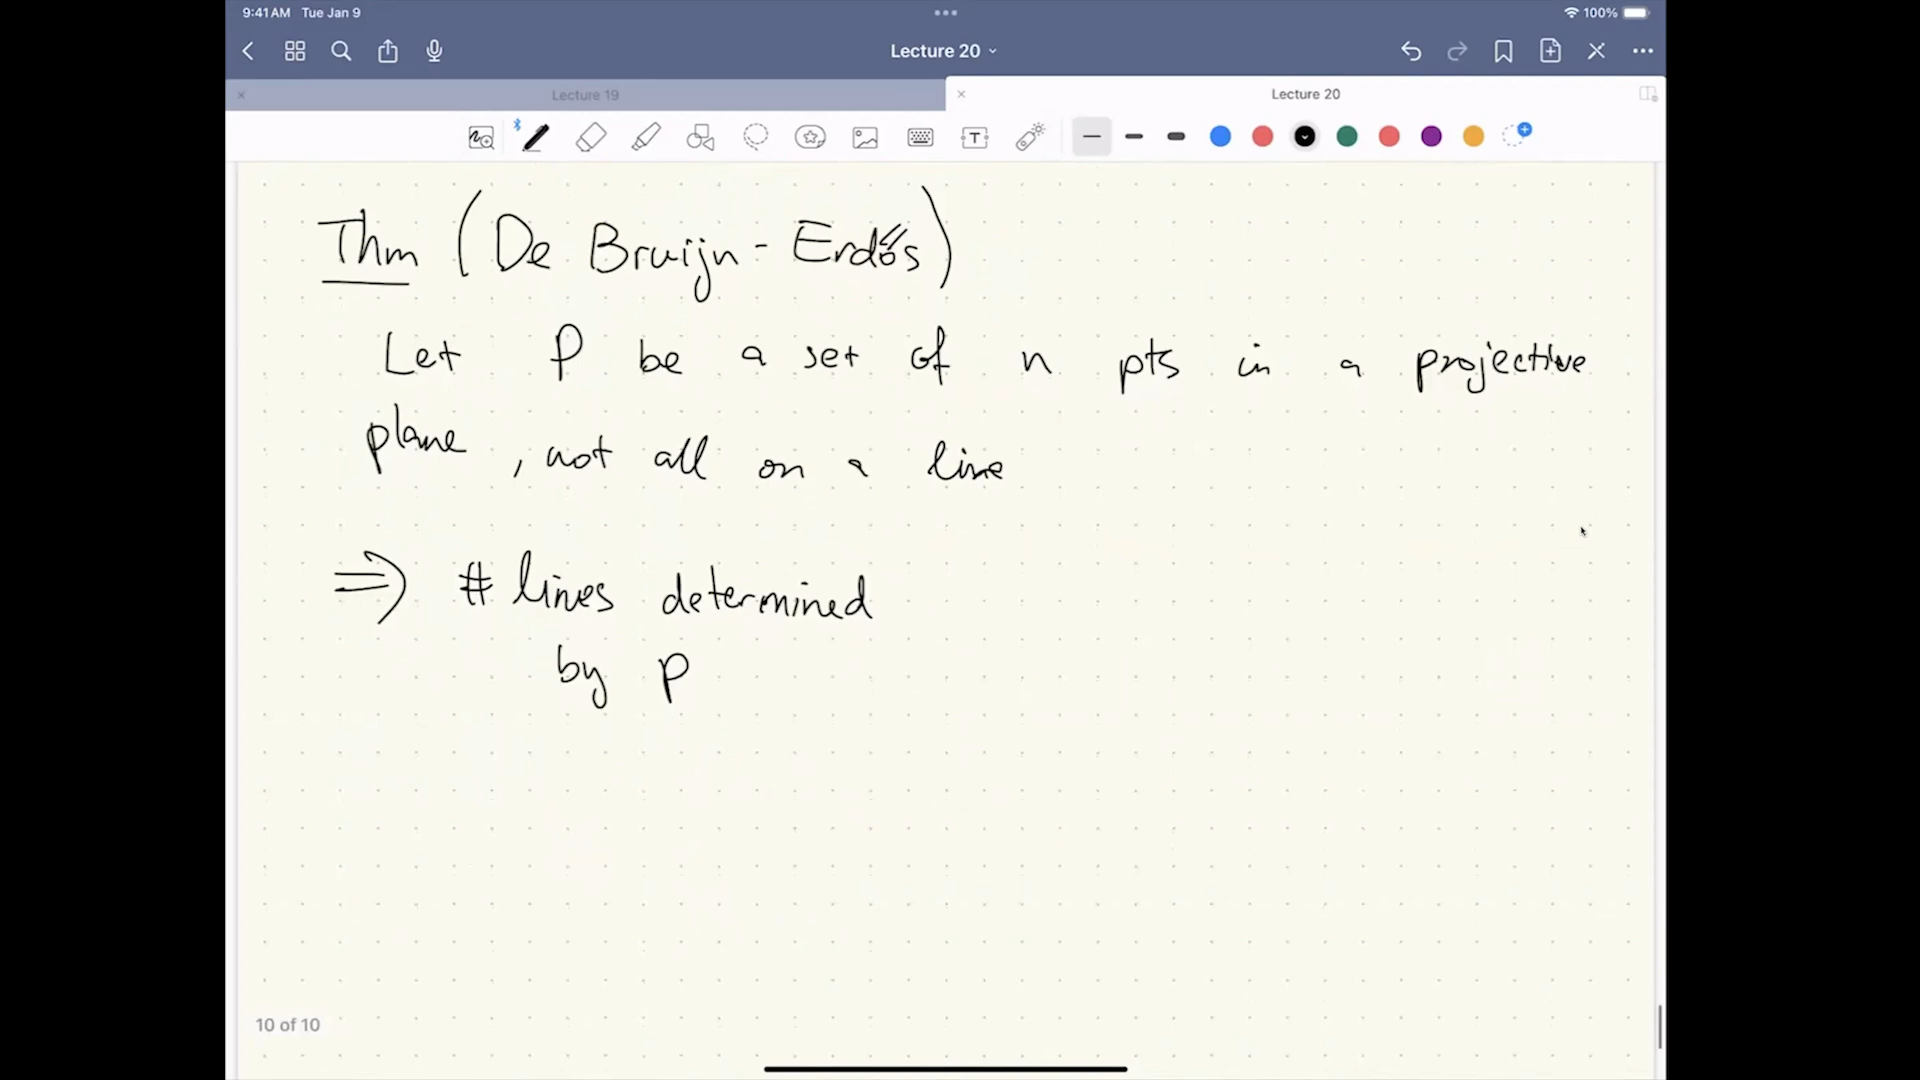 9:41 AM Tue Jan 9
100%
Lecture 20
Lecture 19
Lecture 20
T
Thm (De Bruijn - Erdős)
Let P be a set of n pts in a projective
plane, not all on a line
⇒ # lines determined
by P
10 of 10